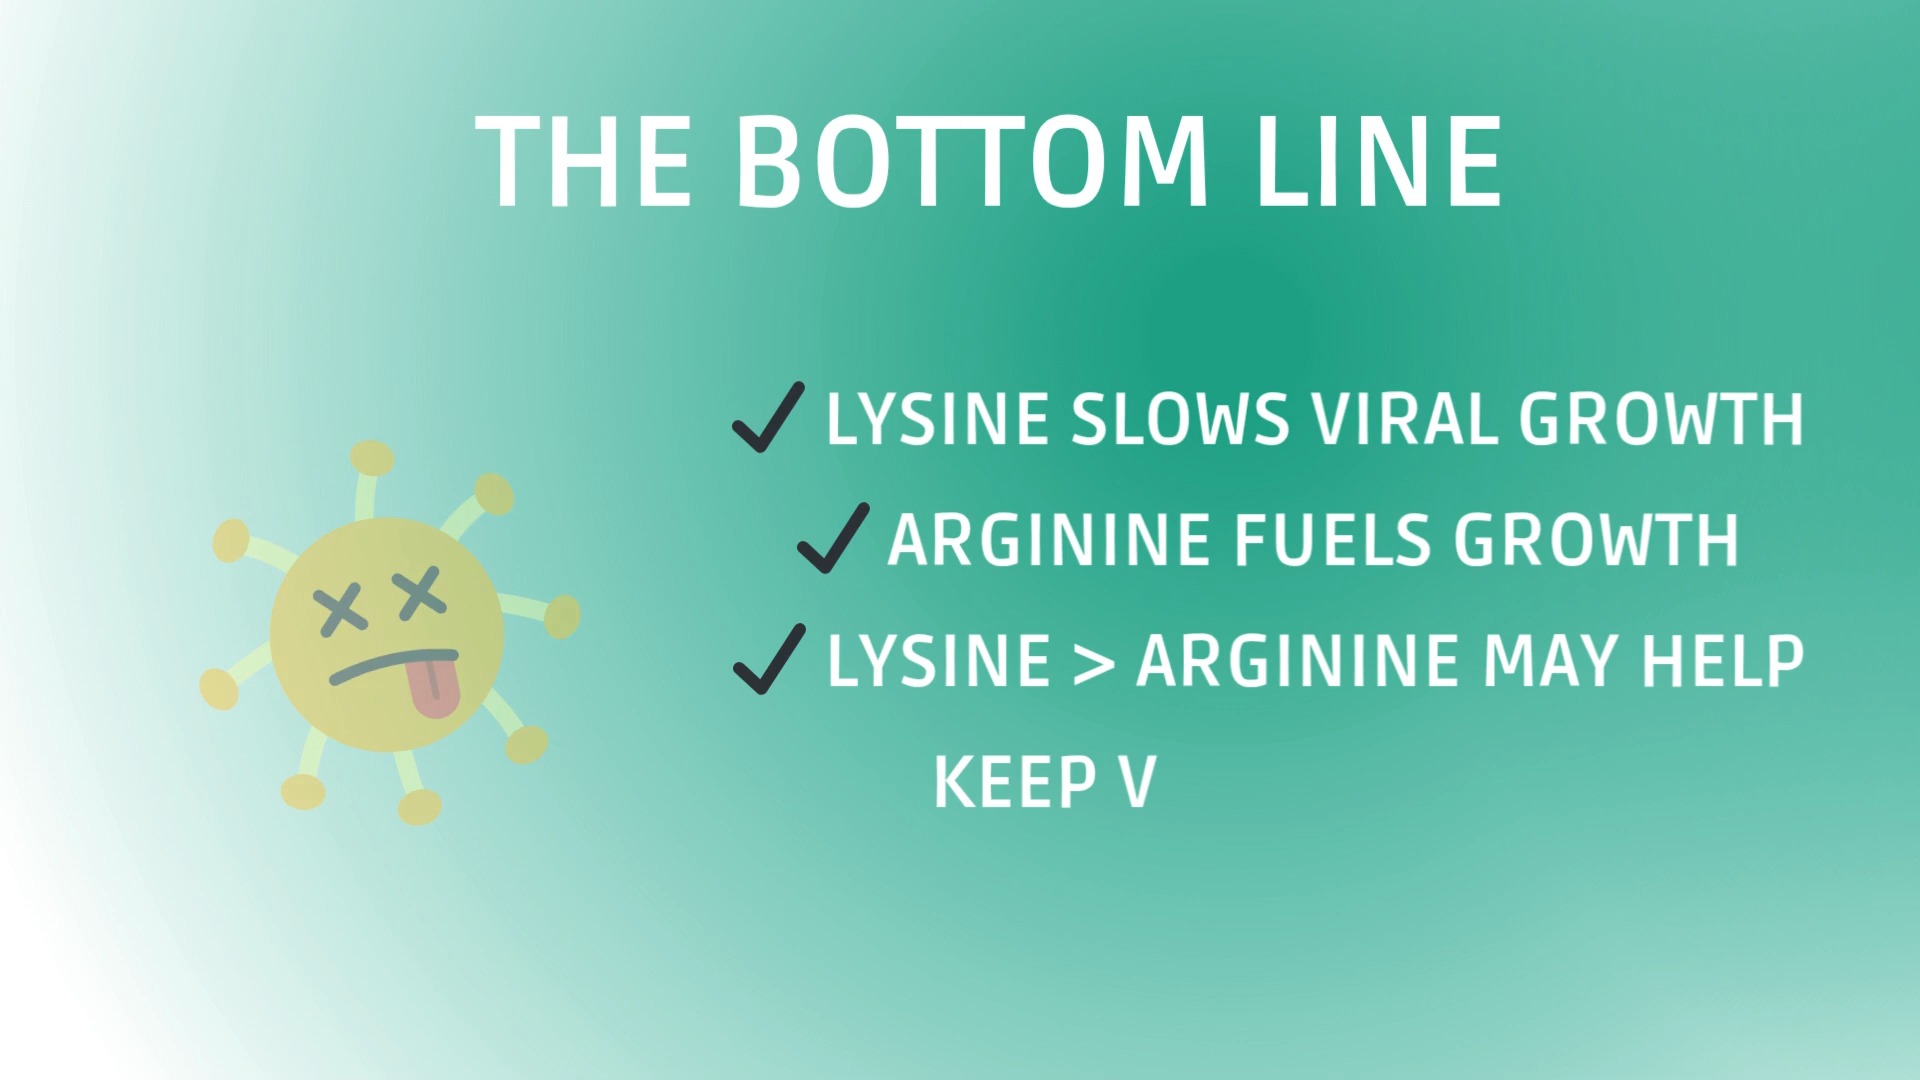 THE BOTTOM LINE
LYSINE SLOWS VIRAL GROWTH
ARGININE FUELS GROWTH
LYSINE > ARGININE MAY HELP
KEEP V